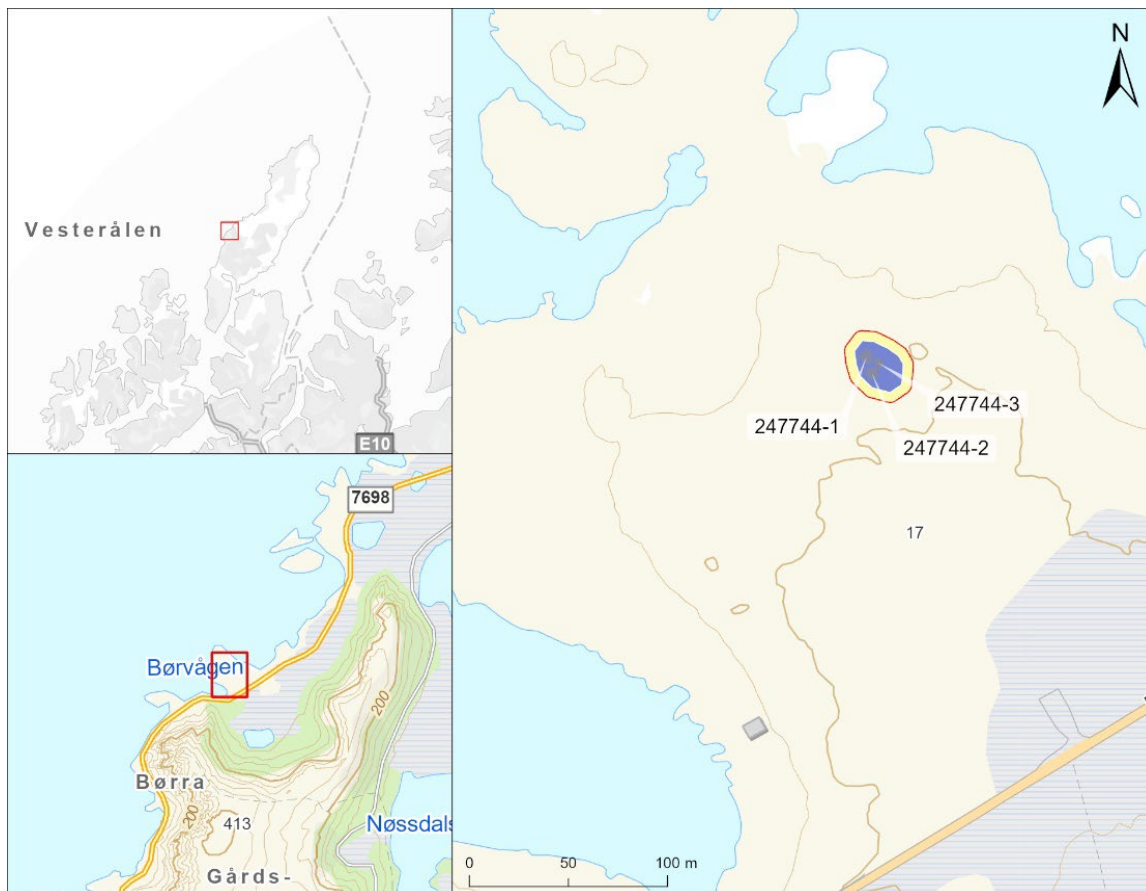 Vesterålen
E10
7698
Børvågen
Børra
200
200
413
Nøssdals
Gårds-
N
247744-3
247744-1
247744-2
17
0 50 100 m